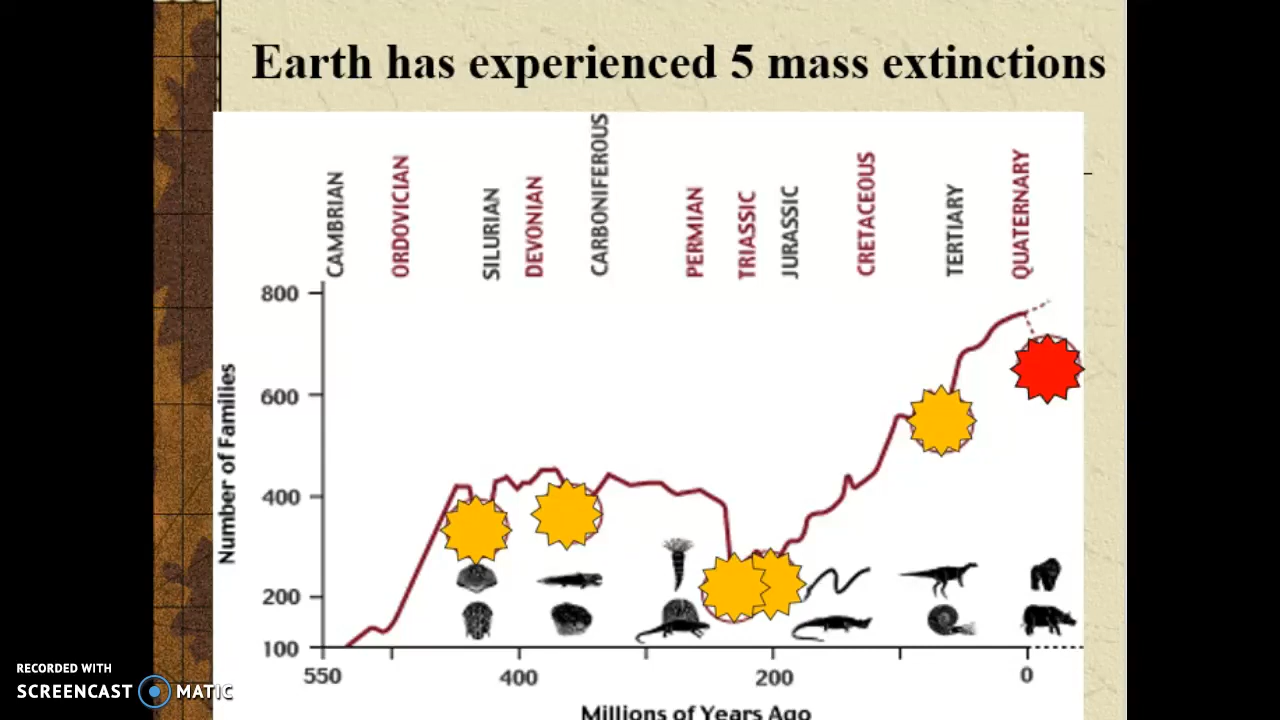 Earth has experienced 5 mass extinctions
CAMBRIAN
ORDOVICIAN
SILURIAN
DEVONIAN
CARBONIFEROUS
PERMIAN
TRIASSIC
JURASSIC
CRETACEOUS
TERTIARY
QUATERNARY
Number of Families
800
600
400
200
100
550 400 200 0
Millions of Years Ago
RECORDED WITH
SCREENCAST MATIC